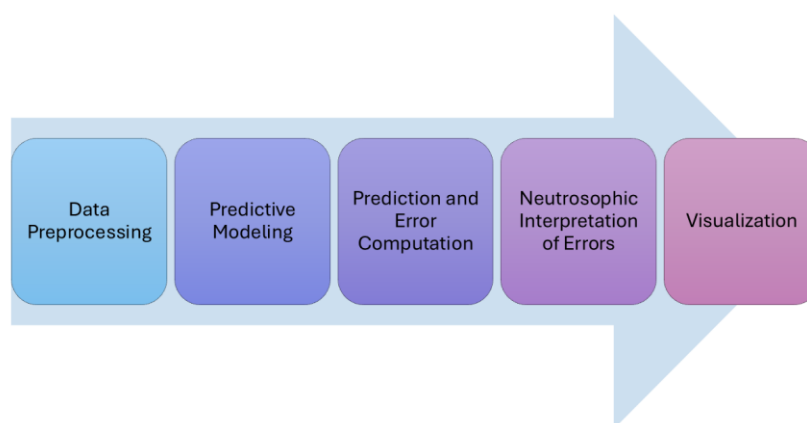 Data
Preprocessing
Predictive
Modeling
Prediction and
Error
Computation
Neutrosophic
Interpretation
of Errors
Visualization